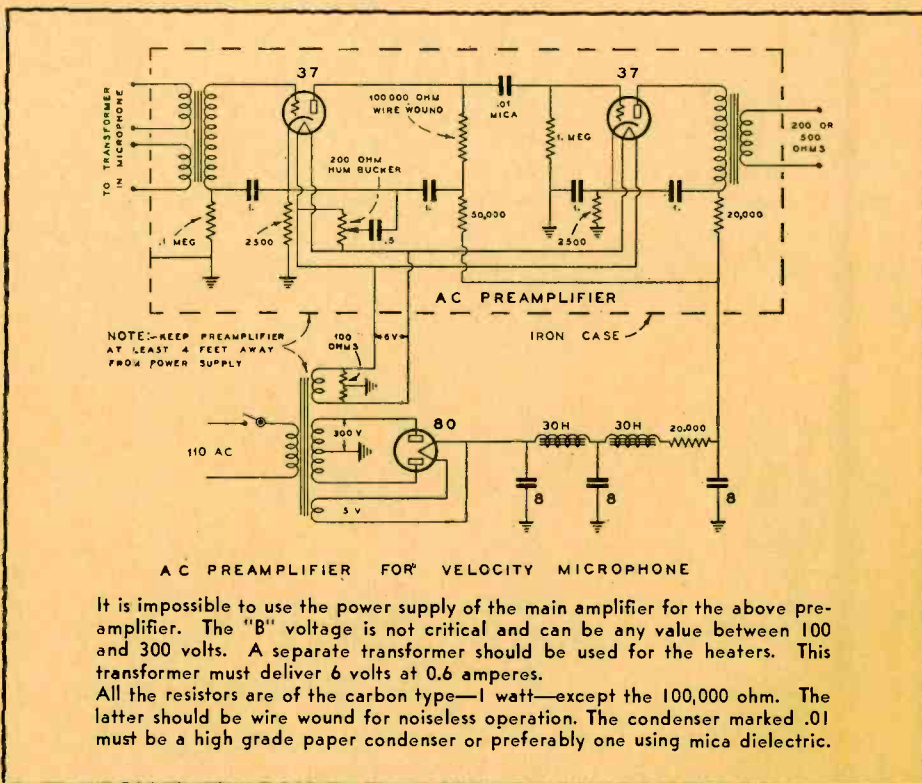 37
37
100 000 OHM
WIRE WOUND
.01
MICA
TO TRANSFORMER
IN MICROPHONE
1. MEG
200 OR
500
OHMS
200 OHM
HUM BUCKER
1.
1.
1.
1.
.1 MEG
2500
.5
50,000
2500
20,000
AC PREAMPLIFIER
NOTE:-KEEP PREAMPLIFIER
AT LEAST 4 FEET AWAY
FROM POWER SUPPLY
100
OHMS
6V
IRON CASE
110 AC
300 V
80
30H
30H
20,000
5 V
8
8
8
AC PREAMPLIFIER FOR VELOCITY MICROPHONE
It is impossible to use the power supply of the main amplifier for the above pre-
amplifier. The "B" voltage is not critical and can be any value between 100
and 300 volts. A separate transformer should be used for the heaters. This
transformer must deliver 6 volts at 0.6 amperes.
All the resistors are of the carbon type—1 watt—except the 100,000 ohm. The
latter should be wire wound for noiseless operation. The condenser marked .01
must be a high grade paper condenser or preferably one using mica dielectric.